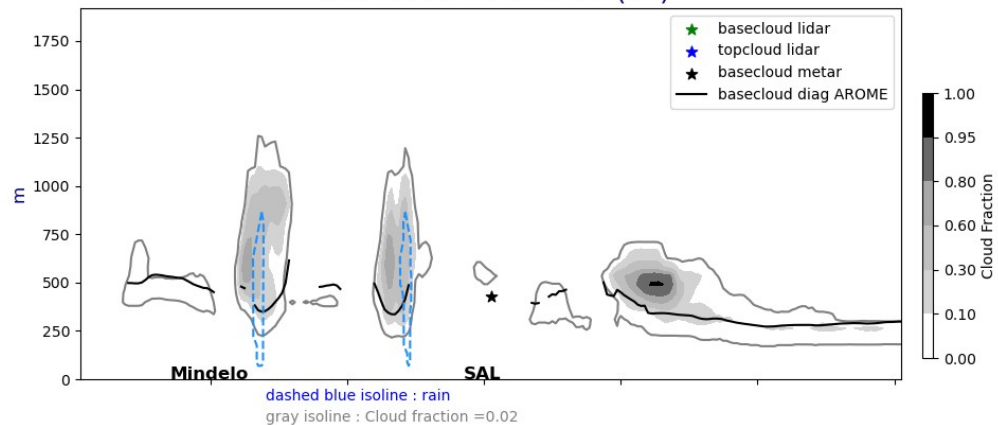 basecloud lidar
topcloud lidar
basecloud metar
basecloud diag AROME
1750
1500
1250
1000
750
500
250
0
m
Mindelo
SAL
dashed blue isoline : rain
gray isoline : Cloud fraction =0.02
1.00
0.95
0.80
0.60
0.30
0.10
0.00
Cloud Fraction